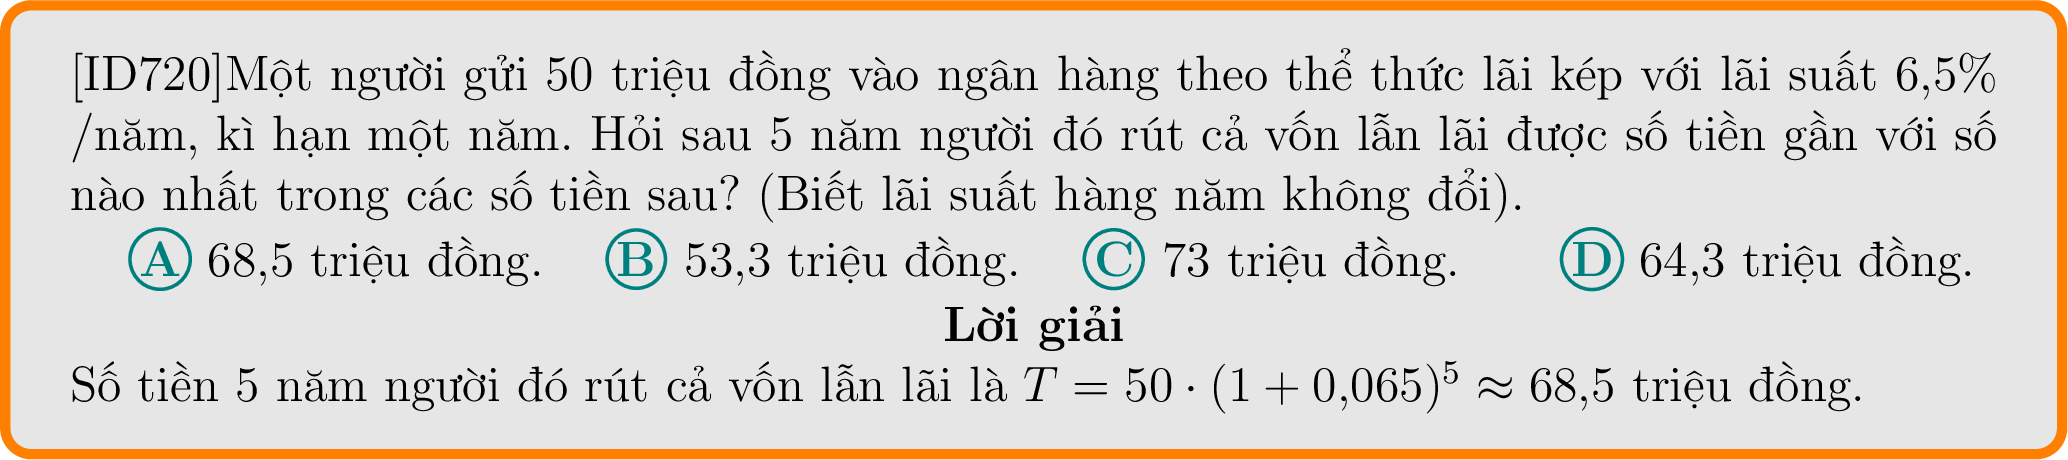 [ID720]Một người gửi 50 triệu đồng vào ngân hàng theo thể thức lãi kép với lãi suất 6,5%
/năm, kì hạn một năm. Hỏi sau 5 năm người đó rút cả vốn lẫn lãi được số tiền gần với số
nào nhất trong các số tiền sau? (Biết lãi suất hàng năm không đổi).
A 68,5 triệu đồng. B 53,3 triệu đồng. C 73 triệu đồng. D 64,3 triệu đồng.
Lời giải
Số tiền 5 năm người đó rút cả vốn lẫn lãi là T = 50 · (1 + 0,065)⁵ ≈ 68,5 triệu đồng.